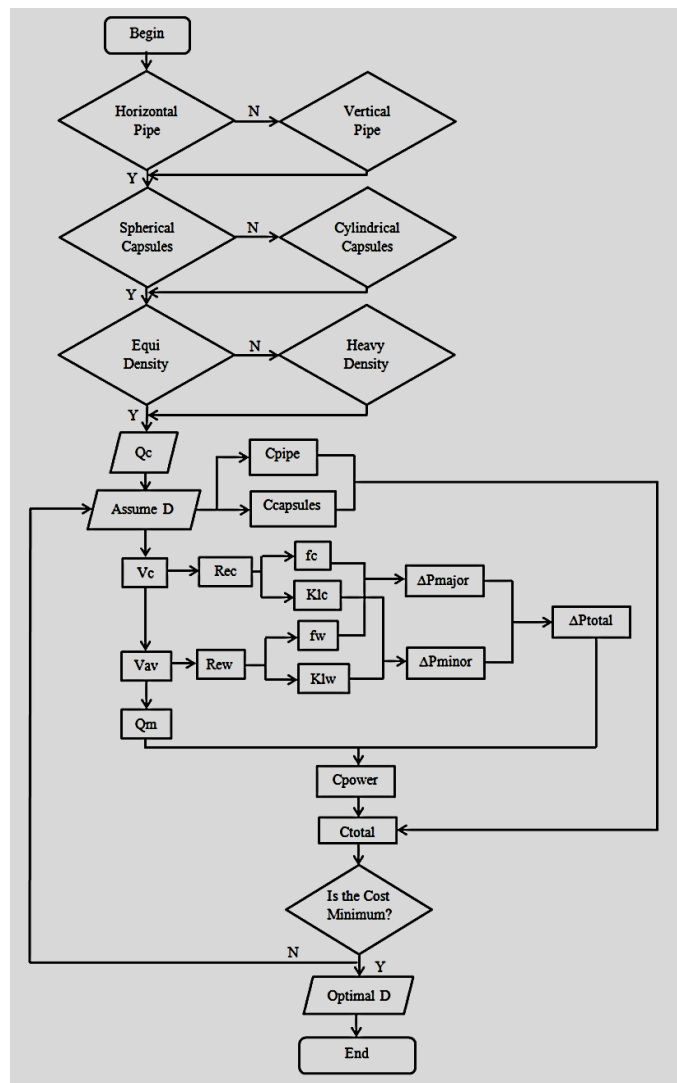 Begin
Horizontal
Pipe
N
Vertical
Pipe
Y
Spherical
Capsules
N
Cylindrical
Capsules
Y
Equi
Density
N
Heavy
Density
Y
Qc
Cpipe
Assume D
Ccapsules
Vc
Rec
fc
Klc
ΔPmajor
fw
ΔPtotal
Vav
Rew
Klw
ΔPminor
Qm
Cpower
Ctotal
Is the Cost
Minimum?
N
Y
Optimal D
End